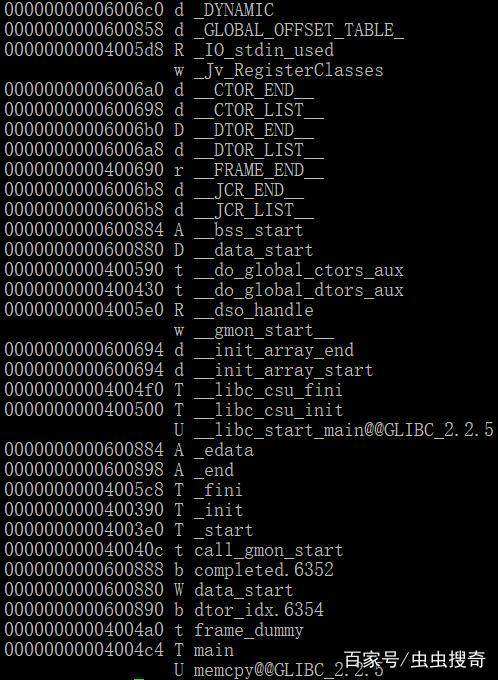 00000000006006c0 d _DYNAMIC
0000000000600858 d _GLOBAL_OFFSET_TABLE_
00000000004005d8 R _IO_stdin_used
w _Jv_RegisterClasses
00000000006006a0 d __CTOR_END__
0000000000600698 d __CTOR_LIST__
00000000006006b0 D __DTOR_END__
00000000006006a8 d __DTOR_LIST__
0000000000400690 r __FRAME_END__
00000000006006b8 d __JCR_END__
00000000006006b8 d __JCR_LIST__
0000000000600884 A __bss_start
0000000000600880 D __data_start
0000000000400590 t __do_global_ctors_aux
0000000000400430 t __do_global_dtors_aux
00000000004005e0 R __dso_handle
w __gmon_start__
0000000000600694 d __init_array_end
0000000000600694 d __init_array_start
00000000004004f0 T __libc_csu_fini
0000000000400500 T __libc_csu_init
U __libc_start_main@@GLIBC_2.2.5
0000000000600884 A _edata
0000000000600898 A _end
00000000004005c8 T _fini
0000000000400390 T _init
00000000004003e0 T _start
000000000040040c t call_gmon_start
0000000000600888 b completed.6352
0000000000600880 W data_start
0000000000600890 b dtor_idx.6354
00000000004004a0 t frame_dummy
00000000004004c4 T main
U memcpy@@GLIBC_2.2.5
百家号/虫虫搜奇